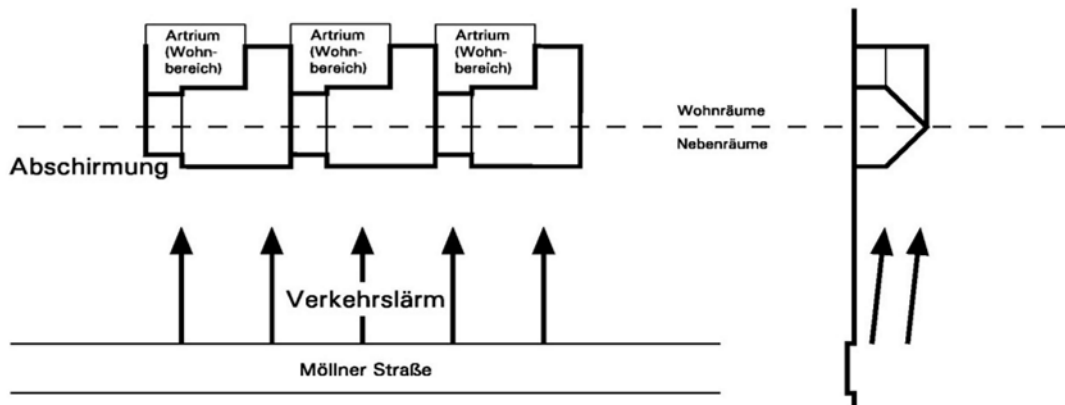 Artrium
(Wohn-
bereich)
Artrium
(Wohn-
bereich)
Artrium
(Wohn-
bereich)
Wohnräume
Nebenräume
Abschirmung
Verkehrslärm
Möllner Straße